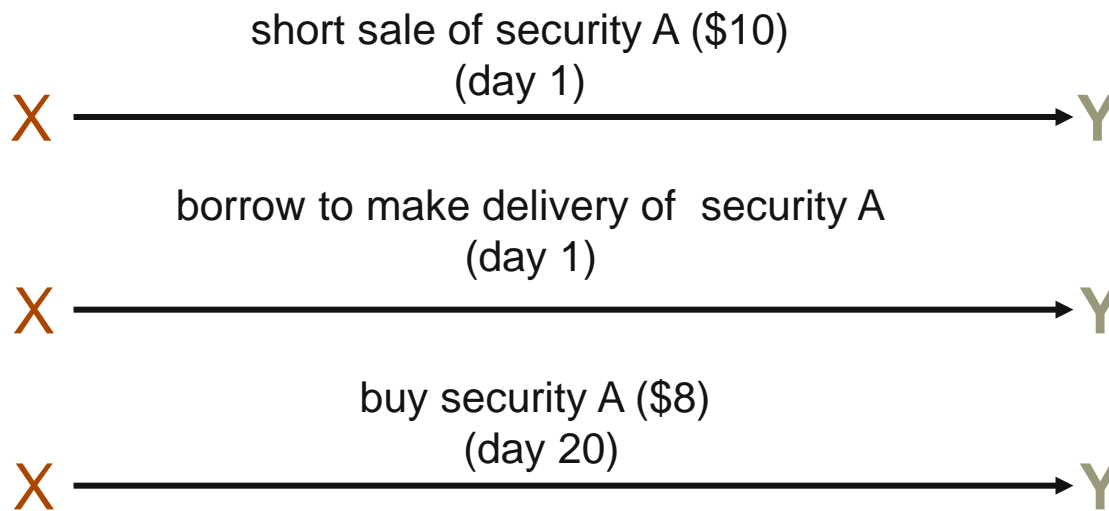 short sale of security A ($10)
(day 1)
X Y
borrow to make delivery of security A
(day 1)
X Y
buy security A ($8)
(day 20)
X Y